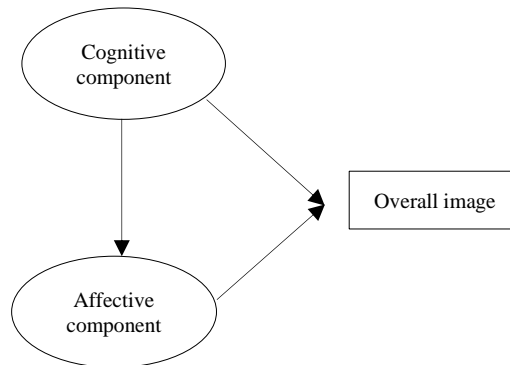 Cognitive
component
Overall image
Affective
component